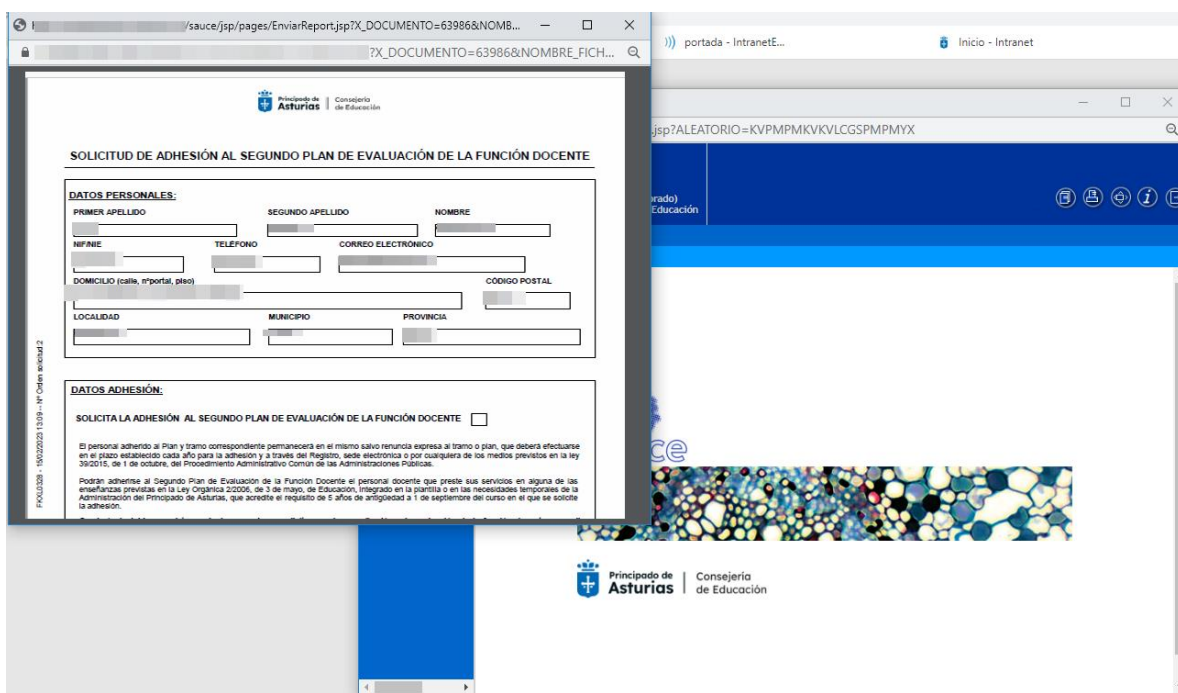 /sauce/jsp/pages/EnviarReport.jsp?X_DOCUMENTO=63986&NOMB...
?X_DOCUMENTO=63986&NOMBRE_FICH...
portada - IntranetE...
Inicio - Intranet
.jsp?ALEATORIO=KVPMPMKVKVLCGSPMPMYX
Educación
Principado de
Asturias
Consejería
de Educación
SOLICITUD DE ADHESIÓN AL SEGUNDO PLAN DE EVALUACIÓN DE LA FUNCIÓN DOCENTE
DATOS PERSONALES:
PRIMER APELLIDO SEGUNDO APELLIDO NOMBRE
NIF/NIE TELÉFONO CORREO ELECTRÓNICO
DOMICILIO (calle, nºportal, piso) CÓDIGO POSTAL
LOCALIDAD MUNICIPIO PROVINCIA
DATOS ADHESIÓN:
SOLICITA LA ADHESIÓN AL SEGUNDO PLAN DE EVALUACIÓN DE LA FUNCIÓN DOCENTE
El personal adherido al Plan y tramo correspondiente permanecerá en el mismo salvo renuncia expresa al tramo o plan, que deberá efectuarse
en el plazo establecido cada año para la adhesión y a través del Registro, sede electrónica o por cualquiera de los medios previstos en la ley
39/2015, de 1 de octubre, del Procedimiento Administrativo Común de las Administraciones Públicas.
Podrán adherirse al Segundo Plan de Evaluación de la Función Docente el personal docente que preste sus servicios en alguna de las
enseñanzas previstas en la Ley Orgánica 2/2006, de 3 de mayo, de Educación, integrado en la plantilla o en las necesidades temporales de la
Administración del Principado de Asturias, que acredite el requisito de 5 años de antigüedad a 1 de septiembre del curso en el que se solicite
la adhesión.
15/02/2023 13:09 -- Nº Orden solicitud:2
Principado de
Asturias
Consejería
de Educación